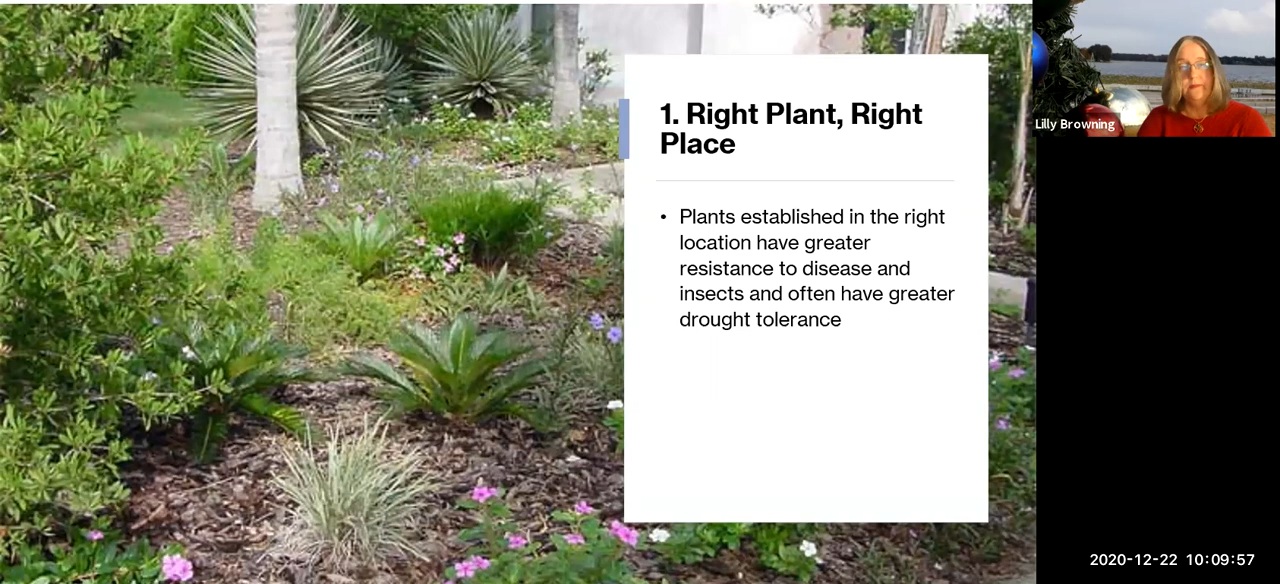 1. Right Plant, Right
Place
• Plants established in the right
location have greater
resistance to disease and
insects and often have greater
drought tolerance
Lilly Browning
2020-12-22 10:09:57